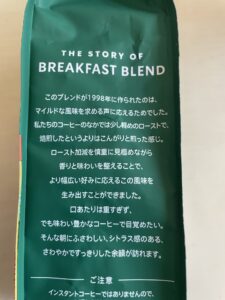 THE STORY OF
BREAKFAST BLEND
このブレンドが1998年に作られたのは、
マイルドな風味を求める声に応えるためでした。
私たちのコーヒーのなかでは少し軽めのローストで、
焙煎したというよりはこんがりと煎った感じ。
ロースト加減を慎重に見極めながら
香りと味わいを整えることで、
より幅広い好みに応えるこの風味を
生み出すことができました。
口あたりは重すぎず、
でも味わい豊かなコーヒーで目覚めたい。
そんな朝にふさわしい、シトラス感のある、
さわやかですっきりした余韻が訪れます。
ご注意
インスタントコーヒーではありませんので、